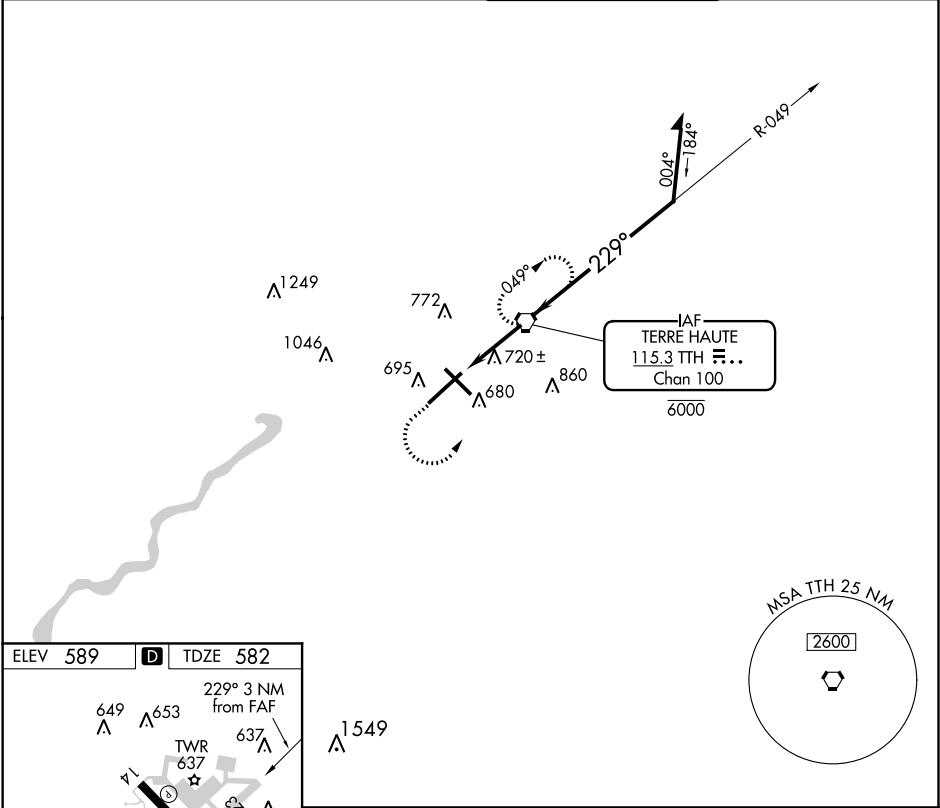 R-049
004°
184°
229°
049°
1249
772
1046
720 ±
695
680
860
IAF
TERRE HAUTE
115.3 TTH
Chan 100
6000
MSA TTH 25 NM
2600
ELEV 589
D
TDZE 582
229° 3 NM
from FAF
649
653
637
1549
TWR
637
14
P